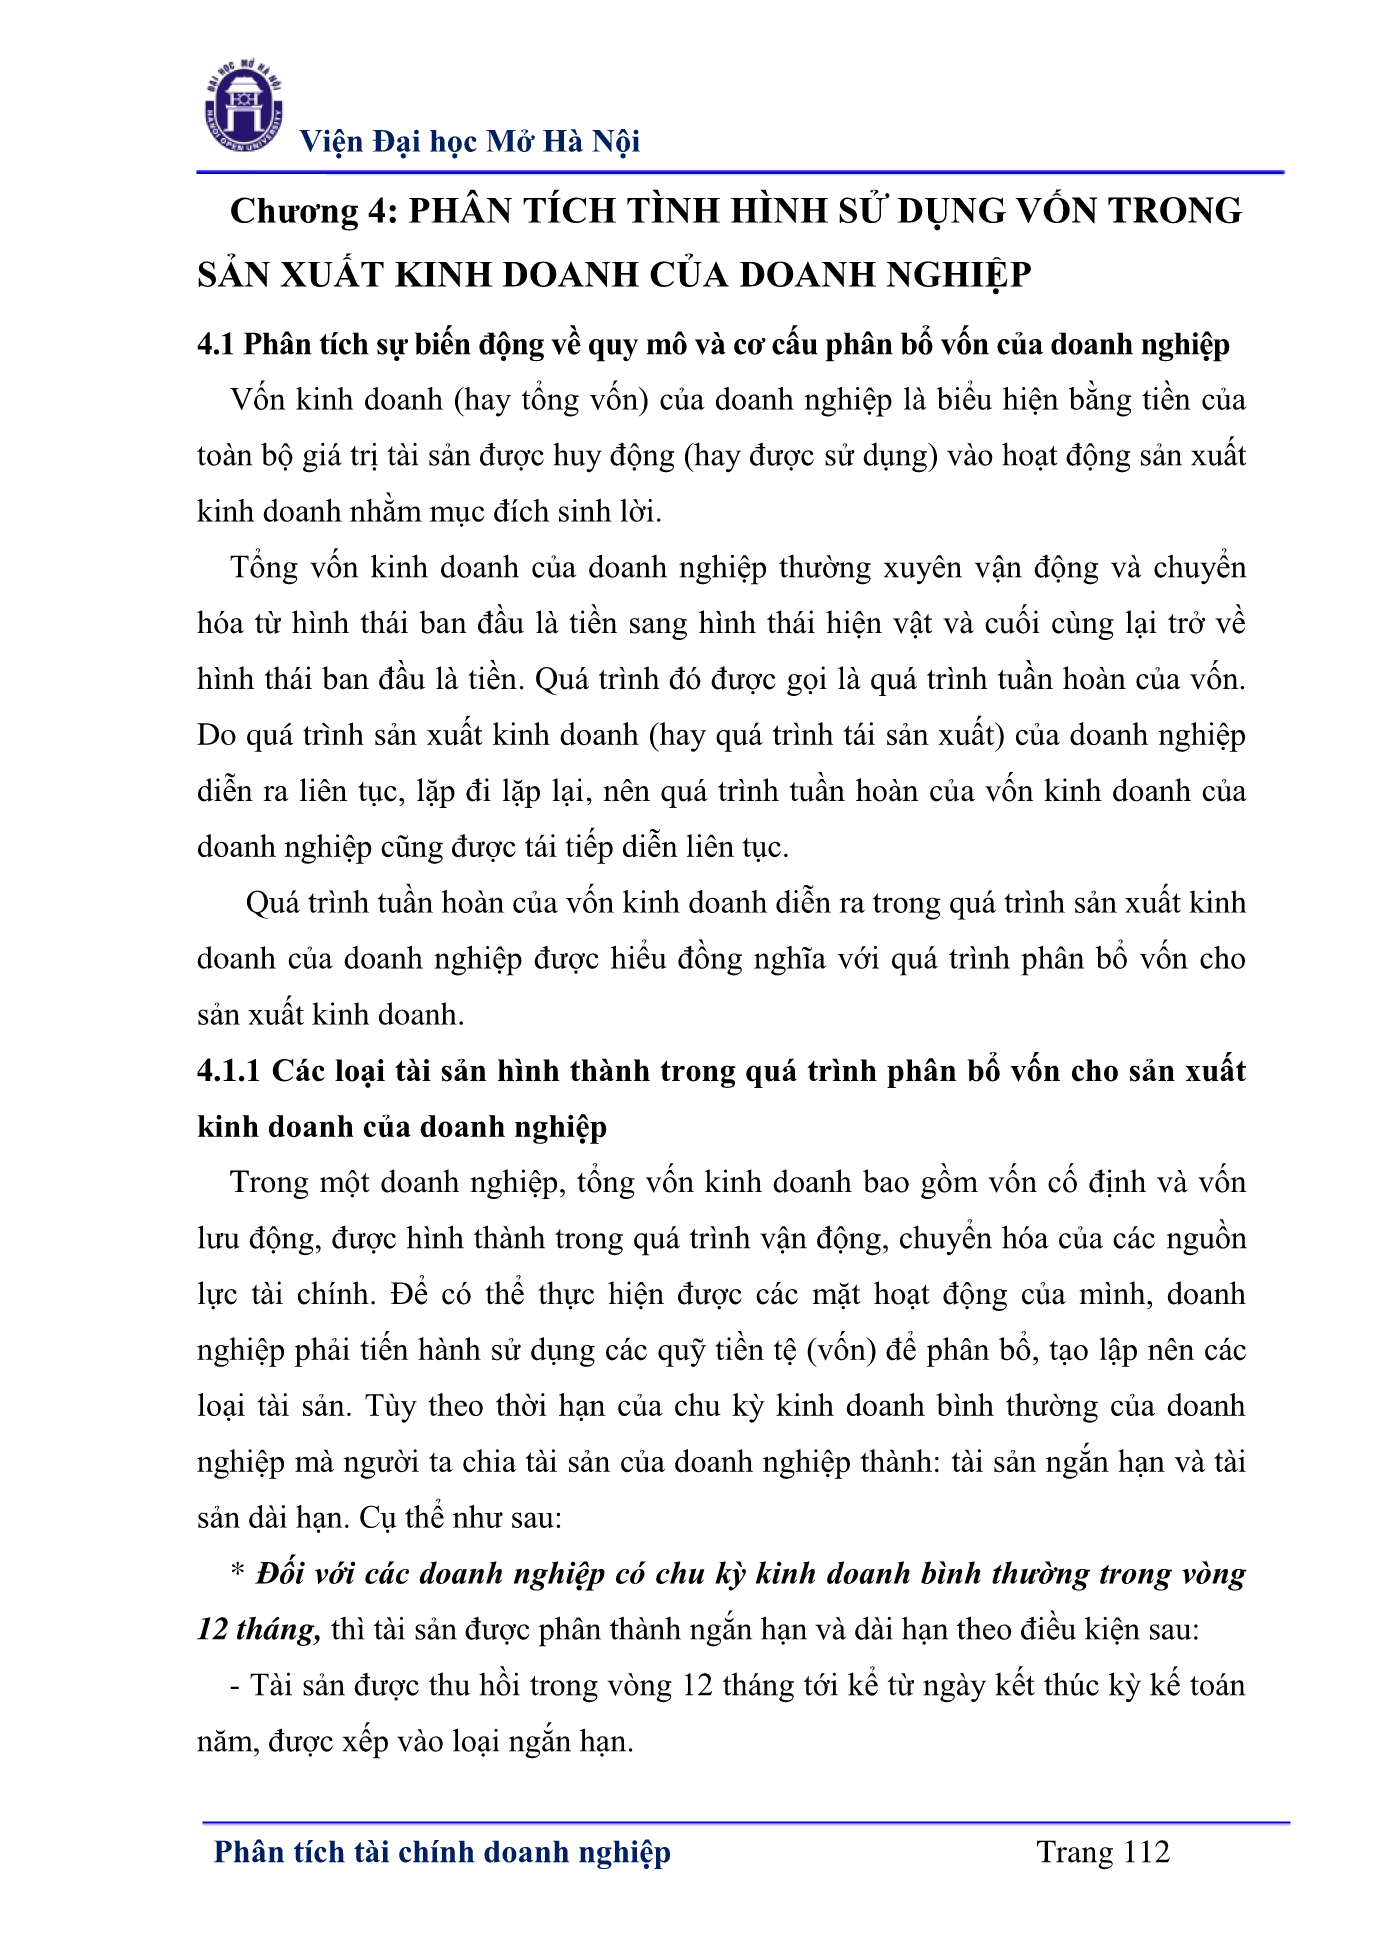 ĐẠI HỌC MỞ HÀ NỘI
HANOI OPEN UNIVERSITY
Viện Đại học Mở Hà Nội
Chương 4: PHÂN TÍCH TÌNH HÌNH SỬ DỤNG VỐN TRONG
SẢN XUẤT KINH DOANH CỦA DOANH NGHIỆP
4.1 Phân tích sự biến động về quy mô và cơ cấu phân bổ vốn của doanh nghiệp
Vốn kinh doanh (hay tổng vốn) của doanh nghiệp là biểu hiện bằng tiền của
toàn bộ giá trị tài sản được huy động (hay được sử dụng) vào hoạt động sản xuất
kinh doanh nhằm mục đích sinh lời.
Tổng vốn kinh doanh của doanh nghiệp thường xuyên vận động và chuyển
hóa từ hình thái ban đầu là tiền sang hình thái hiện vật và cuối cùng lại trở về
hình thái ban đầu là tiền. Quá trình đó được gọi là quá trình tuần hoàn của vốn.
Do quá trình sản xuất kinh doanh (hay quá trình tái sản xuất) của doanh nghiệp
diễn ra liên tục, lặp đi lặp lại, nên quá trình tuần hoàn của vốn kinh doanh của
doanh nghiệp cũng được tái tiếp diễn liên tục.
Quá trình tuần hoàn của vốn kinh doanh diễn ra trong quá trình sản xuất kinh
doanh của doanh nghiệp được hiểu đồng nghĩa với quá trình phân bổ vốn cho
sản xuất kinh doanh.
4.1.1 Các loại tài sản hình thành trong quá trình phân bổ vốn cho sản xuất
kinh doanh của doanh nghiệp
Trong một doanh nghiệp, tổng vốn kinh doanh bao gồm vốn cố định và vốn
lưu động, được hình thành trong quá trình vận động, chuyển hóa của các nguồn
lực tài chính. Để có thể thực hiện được các mặt hoạt động của mình, doanh
nghiệp phải tiến hành sử dụng các quỹ tiền tệ (vốn) để phân bổ, tạo lập nên các
loại tài sản. Tùy theo thời hạn của chu kỳ kinh doanh bình thường của doanh
nghiệp mà người ta chia tài sản của doanh nghiệp thành: tài sản ngắn hạn và tài
sản dài hạn. Cụ thể như sau:
* Đối với các doanh nghiệp có chu kỳ kinh doanh bình thường trong vòng
12 tháng, thì tài sản được phân thành ngắn hạn và dài hạn theo điều kiện sau:
- Tài sản được thu hồi trong vòng 12 tháng tới kể từ ngày kết thúc kỳ kế toán
năm, được xếp vào loại ngắn hạn.
Phân tích tài chính doanh nghiệp Trang 112